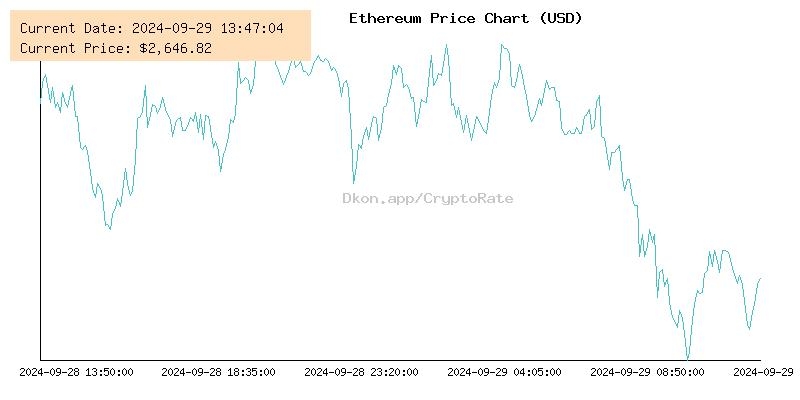 Ethereum Price Chart (USD)
Current Date: 2024-09-29 13:47:04
Current Price: $2,646.82
Dkon.app/CryptoRate
2024-09-28 13:50:00 2024-09-28 18:35:00 2024-09-28 23:20:00 2024-09-29 04:05:00 2024-09-29 08:50:00 2024-09-29